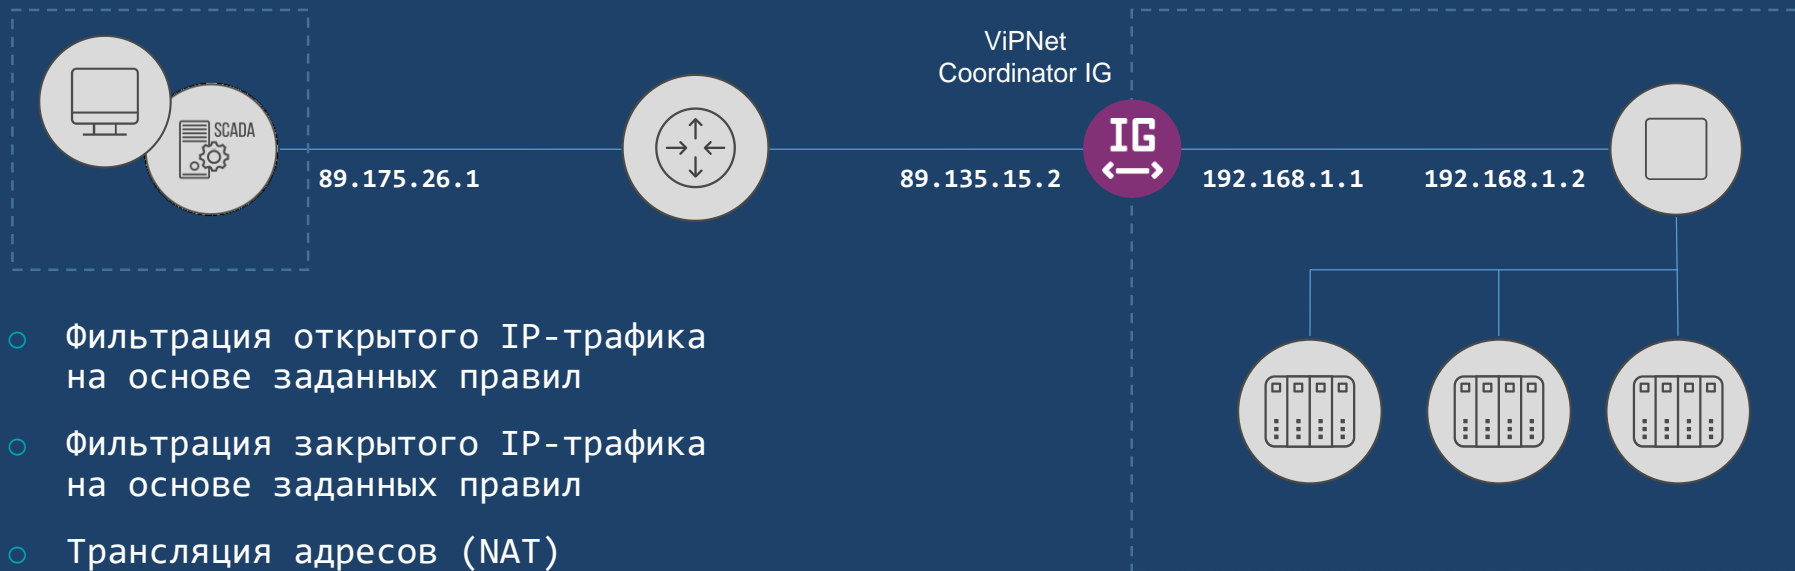 ViPNet
Coordinator IG
SCADA
IG
89.175.26.1
89.135.15.2
192.168.1.1
192.168.1.2
Фильтрация открытого IP-трафика
на основе заданных правил
Фильтрация закрытого IP-трафика
на основе заданных правил
Трансляция адресов (NAT)